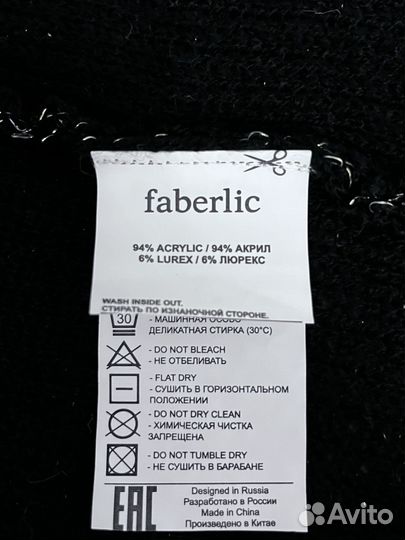 faberlic
94% ACRYLIC / 94% АКРИЛ
6% LUREX / 6% ЛЮРЕКС
WASH INSIDE OUT.
СТИРАТЬ ПО ИЗНАНОЧНОЙ СТОРОНЕ.
30 - МАШИННАЯ ОСОБО
ДЕЛИКАТНАЯ СТИРКА (30°C)
- DO NOT BLEACH
- НЕ ОТБЕЛИВАТЬ
- FLAT DRY
- СУШИТЬ В ГОРИЗОНТАЛЬНОМ
ПОЛОЖЕНИИ
- DO NOT DRY CLEAN
- ХИМИЧЕСКАЯ ЧИСТКА
ЗАПРЕЩЕНА
- DO NOT TUMBLE DRY
- НЕ СУШИТЬ В БАРАБАНЕ
EAC
Designed in Russia
Разработано в России
Made in China
Произведено в Китае
Avito